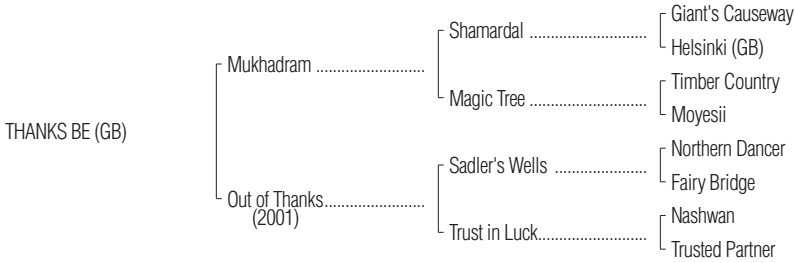 Giant's Causeway
Shamardal ..............................
Helsinki (GB)
Mukhadram ............................
Timber Country
Magic Tree ..............................
Moyesii
THANKS BE (GB)
Northern Dancer
Sadler's Wells ........................
Fairy Bridge
Out of Thanks..........................
(2001)
Nashwan
Trust in Luck............................
Trusted Partner